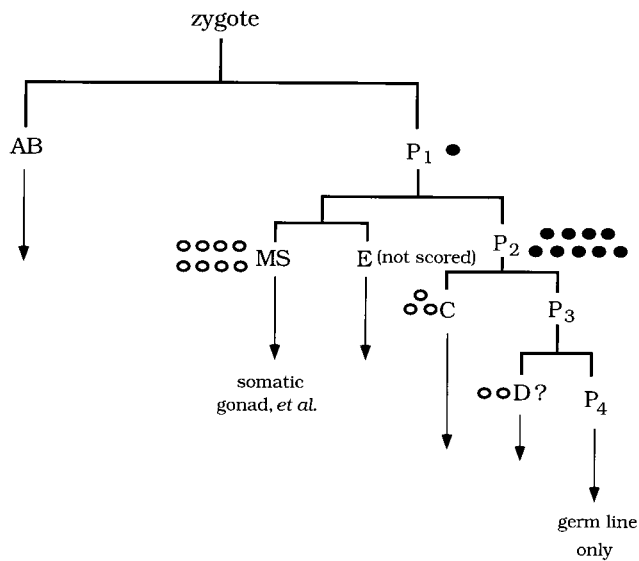 zygote
AB
P1
MS
E (not scored)
P2
C
P3
somatic
gonad, et al.
D?
P4
germ line
only